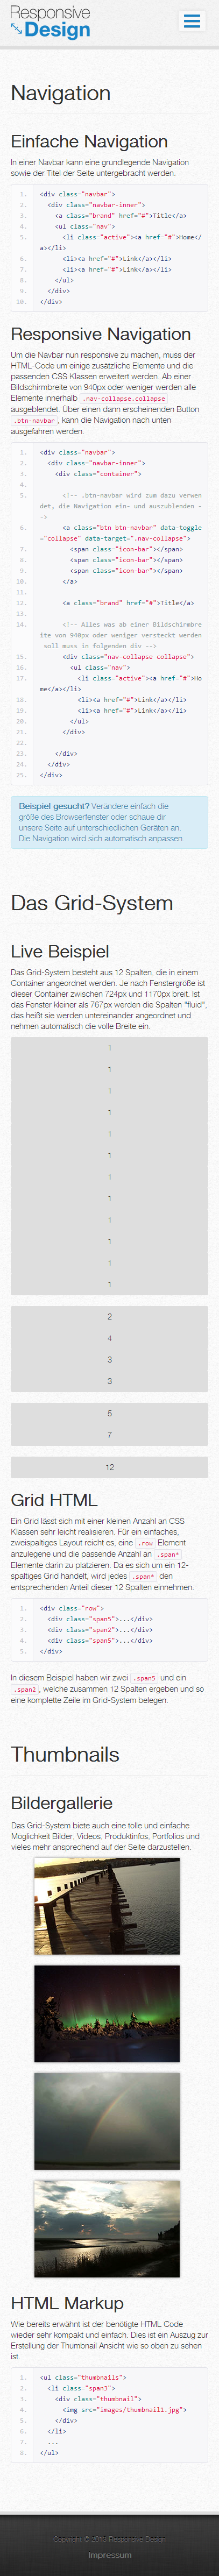 Responsive
Design
Navigation
Einfache Navigation
In einer Navbar kann eine grundlegende Navigation
sowie der Titel der Seite untergebracht werden.
1. <div class="navbar">
2. <div class="navbar-inner">
3. <a class="brand" href="#">Title</a>
4. <ul class="nav">
5. <li class="active"><a href="#">Home</
a></li>
6. <li><a href="#">Link</a></li>
7. <li><a href="#">Link</a></li>
8. </ul>
9. </div>
10. </div>
Responsive Navigation
Um die Navbar nun responsive zu machen, muss der
HTML-Code um einige zusätzliche Elemente und die
passenden CSS Klassen erweitert werden. Ab einer
Bildschirmbreite von 940px oder weniger werden alle
Elemente innerhalb .nav-collapse.collapse
ausgeblendet. Über einen dann erscheinenden Button
.btn-navbar, kann die Navigation nach unten
ausgefahren werden.
1. <div class="navbar">
2. <div class="navbar-inner">
3. <div class="container">
4.
5. <!-- .btn-navbar wird zum dazu verwen
det, die Navigation ein- und auszublenden -
->
6. <a class="btn btn-navbar" data-toggle
="collapse" data-target=".nav-collapse">
7. <span class="icon-bar"></span>
8. <span class="icon-bar"></span>
9. <span class="icon-bar"></span>
10. </a>
11.
12. <a class="brand" href="#">Title</a>
13.
14. <!-- Alles was ab einer Bildschirmbre
ite von 940px oder weniger versteckt werden
soll muss in folgenden div -->
15. <div class="nav-collapse collapse">
16. <ul class="nav">
17. <li class="active"><a href="#">Ho
me</a></li>
18. <li><a href="#">Link</a></li>
19. <li><a href="#">Link</a></li>
20. </ul>
21. </div>
22.
23. </div>
24. </div>
25. </div>
Beispiel gesucht? Verändere einfach die
größe des Browserfenster oder schaue dir
unsere Seite auf unterschiedlichen Geräten an.
Die Navigation wird sich automatisch anpassen.
Das Grid-System
Live Beispiel
Das Grid-System besteht aus 12 Spalten, die in einem
Container angeordnet werden. Je nach Fenstergröße ist
dieser Container zwischen 724px und 1170px breit. Ist
das Fenster kleiner als 767px werden die Spalten "fluid",
das heißt sie werden untereinander angeordnet und
nehmen automatisch die volle Breite ein.
1
1
1
1
1
1
1
1
1
1
1
1
2
4
3
3
5
7
12
Grid HTML
Ein Grid lässt sich mit einer kleinen Anzahl an CSS
Klassen sehr leicht realisieren. Für ein einfaches,
zweispaltiges Layout reicht es, eine .row Element
anzulegene und die passende Anzahl an .span*
Elemente darin zu platzieren. Da es sich um ein 12-
spaltiges Grid handelt, wird jedes .span* den
entsprechenden Anteil dieser 12 Spalten einnehmen.
1. <div class="row">
2. <div class="span5">...</div>
3. <div class="span2">...</div>
4. <div class="span5">...</div>
5. </div>
In diesem Beispiel haben wir zwei .span5 und ein
.span2, welche zusammen 12 Spalten ergeben und so
eine komplette Zeile im Grid-System belegen.
Thumbnails
Bildergallerie
Das Grid-System biete auch eine tolle und einfache
Möglichkeit Bilder, Videos, Produktinfos, Portfolios und
vieles mehr ansprechend auf der Seite darzustellen.
HTML Markup
Wie bereits erwähnt ist der benötigte HTML Code
wieder sehr kompakt und einfach. Dies ist ein Auszug zur
Erstellung der Thumbnail Ansicht wie so oben zu sehen
ist.
1. <ul class="thumbnails">
2. <li class="span3">
3. <div class="thumbnail">
4. <img src="images/thumbnail1.jpg">
5. </div>
6. </li>
7. ...
8. </ul>
Copyright © 2013 Responsive Design
Impressum